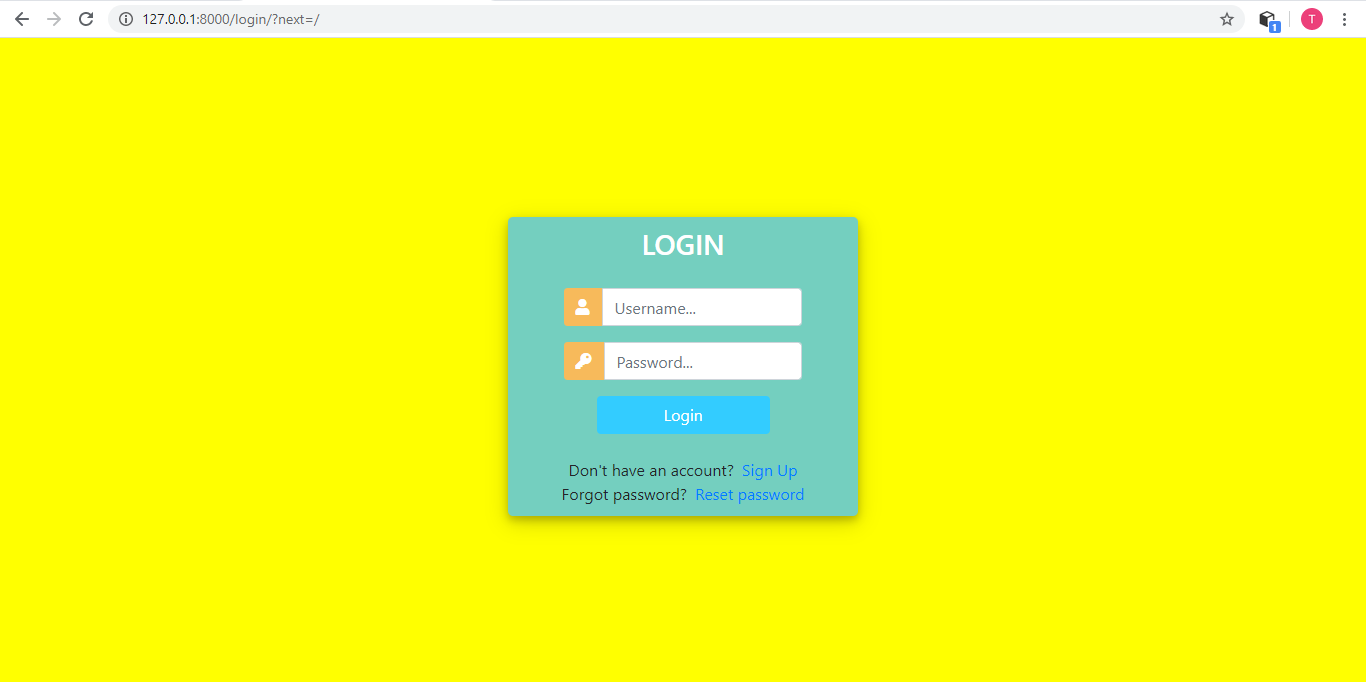 127.0.0.1:8000/login/?next=/
1
T
LOGIN
Username...
Password...
Login
Don't have an account? Sign Up
Forgot password? Reset password